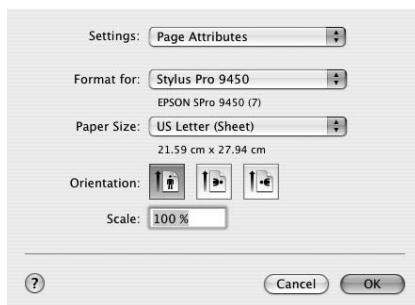 Settings: Page Attributes
Format for: Stylus Pro 9450
EPSON SPro 9450 (7)
Paper Size: US Letter (Sheet)
21.59 cm x 27.94 cm
Orientation:
Scale: 100 %
? Cancel OK